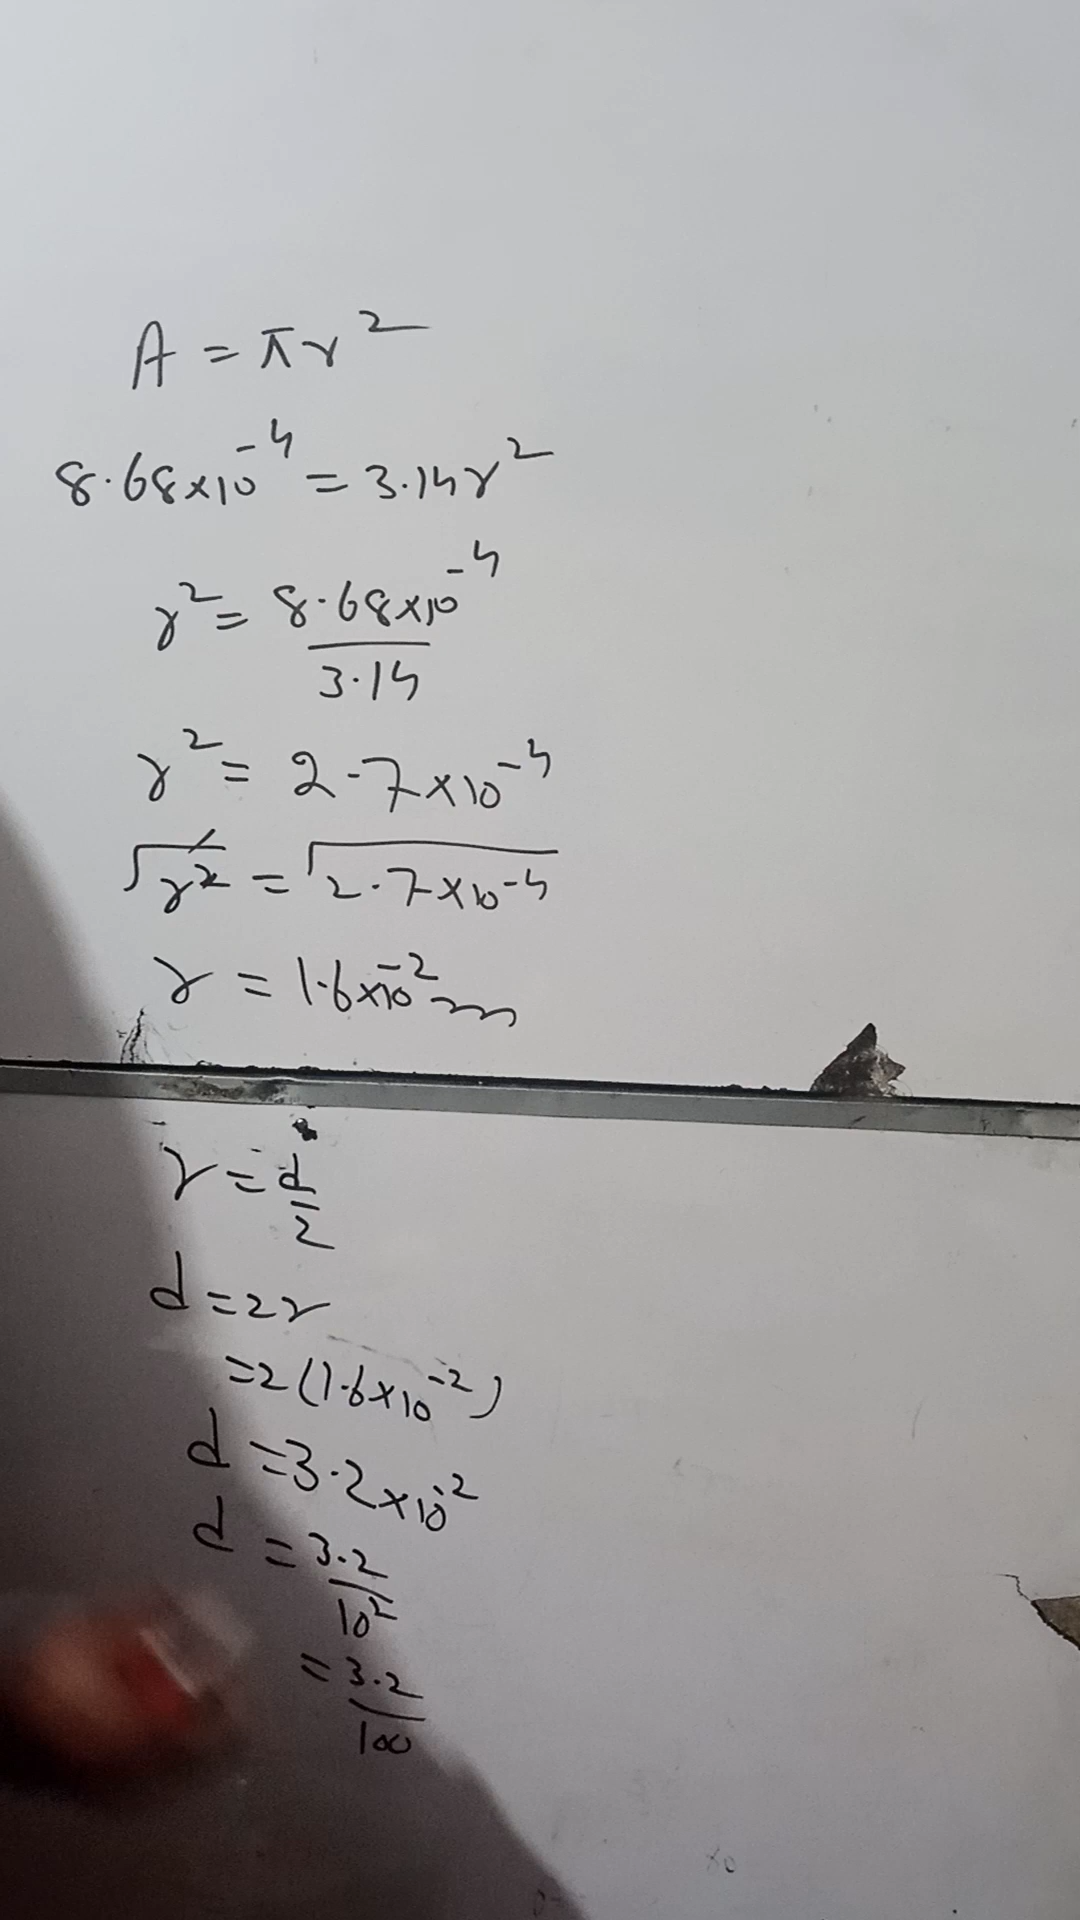 A = πr²
8.68×10⁻⁴ = 3.14r²
r² = 8.68×10⁻⁴
3.14
r² = 2.7×10⁻⁴
√r² = √2.7×10⁻⁴
r = 1.6×10⁻²m
r = d
2
d = 2r
= 2(1.6×10⁻²)
d = 3.2×10⁻²
d = 3.2
10²
= 3.2
100